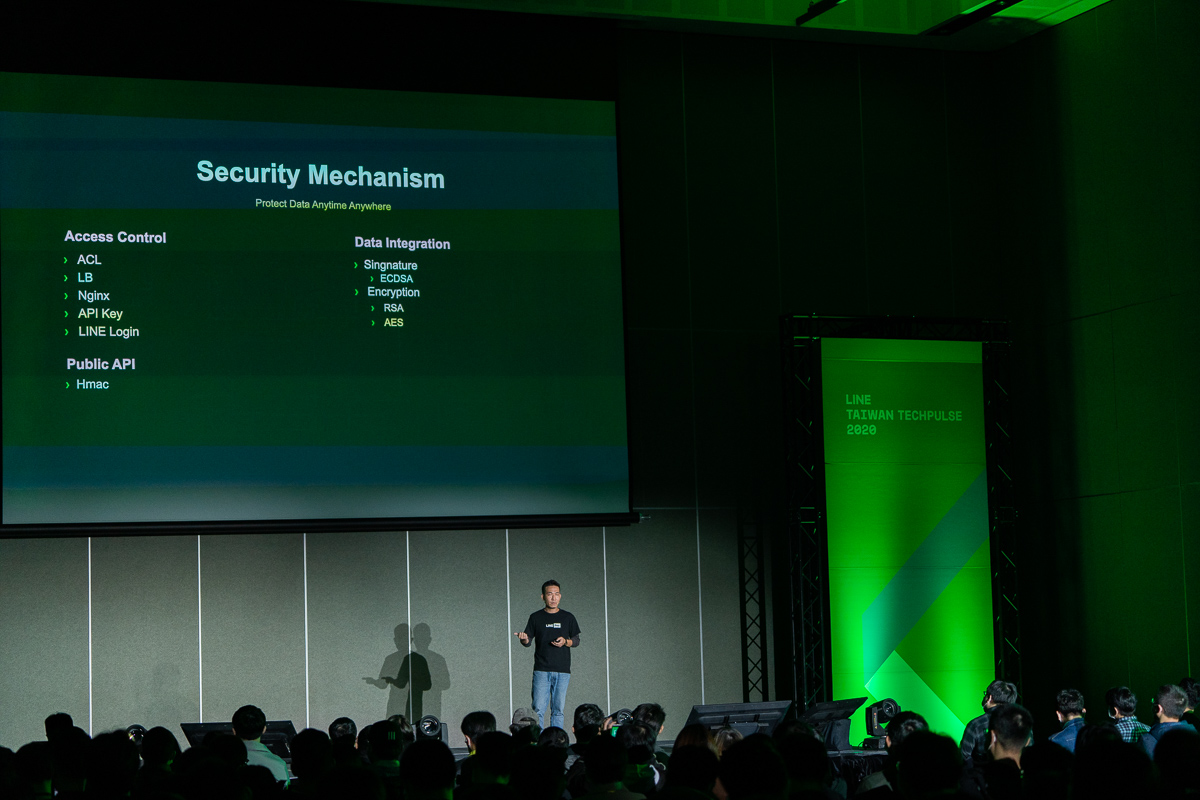 Security Mechanism
Protect Data Anytime Anywhere
Access Control
› ACL
› LB
› Nginx
› API Key
› LINE Login
Public API
› Hmac
Data Integration
› Singnature
› ECDSA
› Encryption
› RSA
› AES
LINE
TAIWAN TECHPULSE
2020
LINE